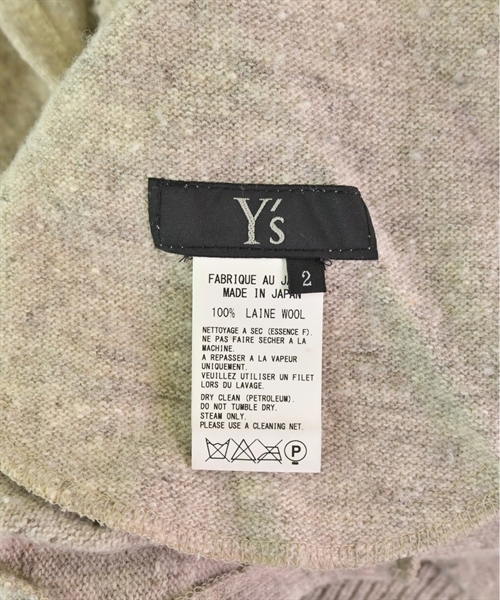 Y's
2
FABRIQUE AU
MADE IN JAPAN
100% LAINE WOOL
NETTOYAGE A SEC (ESSENCE F).
NE PAS FAIRE SECHER A LA
MACHINE.
A REPASSER A LA VAPEUR
UNIQUEMENT.
VEUILLEZ UTILISER UN FILET
LORS DU LAVAGE.
DRY CLEAN (PETROLEUM).
DO NOT TUMBLE DRY.
STEAM ONLY.
PLEASE USE A CLEANING NET.
P